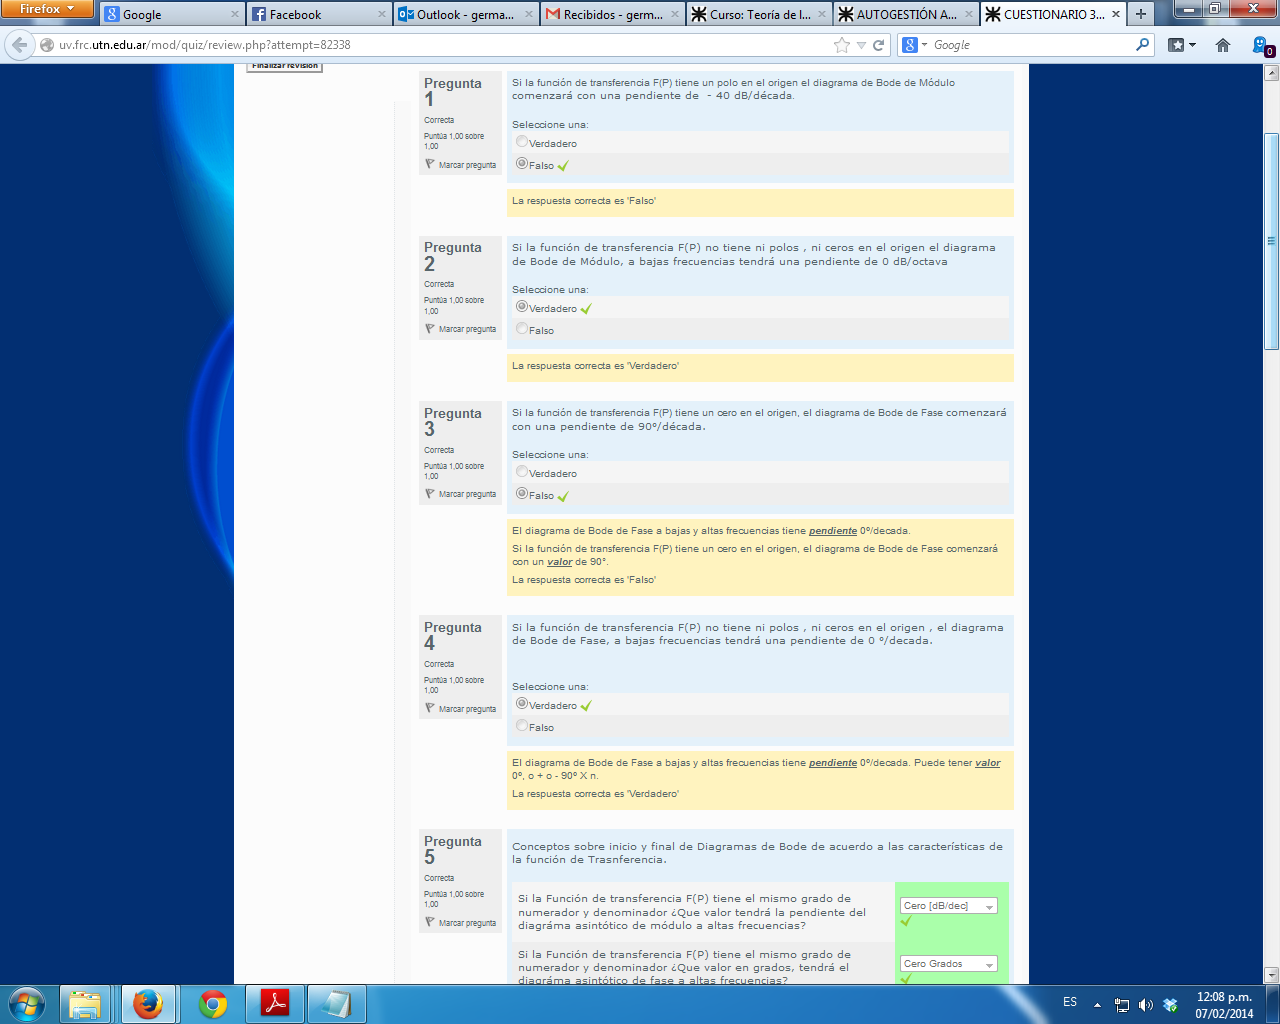 Firefox
Google
Facebook
Outlook - germa...
Recibidos - germ...
Curso: Teoría de l...
AUTOGESTIÓN A...
CUESTIONARIO 3...
uv.frc.utn.edu.ar/mod/quiz/review.php?attempt=82338
Google
0
Finalizar revisión
Pregunta
1
Correcta
Puntúa 1,00 sobre
1,00
Marcar pregunta
Si la función de transferencia F(P) tiene un polo en el origen el diagrama de Bode de Módulo
comenzará con una pendiente de - 40 dB/década.
Seleccione una:
Verdadero
Falso
La respuesta correcta es 'Falso'
Pregunta
2
Correcta
Puntúa 1,00 sobre
1,00
Marcar pregunta
Si la función de transferencia F(P) no tiene ni polos , ni ceros en el origen el diagrama
de Bode de Módulo, a bajas frecuencias tendrá una pendiente de 0 dB/octava
Seleccione una:
Verdadero
Falso
La respuesta correcta es 'Verdadero'
Pregunta
3
Correcta
Puntúa 1,00 sobre
1,00
Marcar pregunta
Si la función de transferencia F(P) tiene un cero en el origen, el diagrama de Bode de Fase comenzará
con una pendiente de 90°/década.
Seleccione una:
Verdadero
Falso
El diagrama de Bode de Fase a bajas y altas frecuencias tiene pendiente 0º/decada.
Si la función de transferencia F(P) tiene un cero en el origen, el diagrama de Bode de Fase comenzará
con un valor de 90°.
La respuesta correcta es 'Falso'
Pregunta
4
Correcta
Puntúa 1,00 sobre
1,00
Marcar pregunta
Si la función de transferencia F(P) no tiene ni polos , ni ceros en el origen , el diagrama
de Bode de Fase, a bajas frecuencias tendrá una pendiente de 0 °/decada.
Seleccione una:
Verdadero
Falso
El diagrama de Bode de Fase a bajas y altas frecuencias tiene pendiente 0º/decada. Puede tener valor
0º, o + o - 90º X n.
La respuesta correcta es 'Verdadero'
Pregunta
5
Correcta
Puntúa 1,00 sobre
1,00
Marcar pregunta
Conceptos sobre inicio y final de Diagramas de Bode de acuerdo a las características de
la función de Trasnferencia.
Si la Función de transferencia F(P) tiene el mismo grado de
numerador y denominador ¿Que valor tendrá la pendiente del
diagráma asintótico de módulo a altas frecuencias?
Cero [dB/dec]
Si la Función de transferencia F(P) tiene el mismo grado de
numerador y denominador ¿Que valor en grados, tendrá el
diagráma asintótico de fase a altas frecuencias?
Cero Grados
ES
12:08 p.m.
07/02/2014